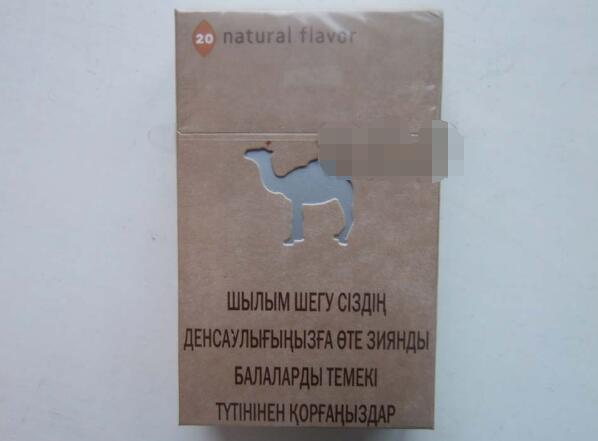 20 natural flavor
ШЫЛЫМ ШЕГУ СІЗДІҢ
ДЕНСАУЛЫҒЫҢЫЗҒА ӨТЕ ЗИЯНДЫ
БАЛАЛАРДЫ ТЕМЕКІ
ТҮТІНІНЕН ҚОРҒАҢЫЗДАР